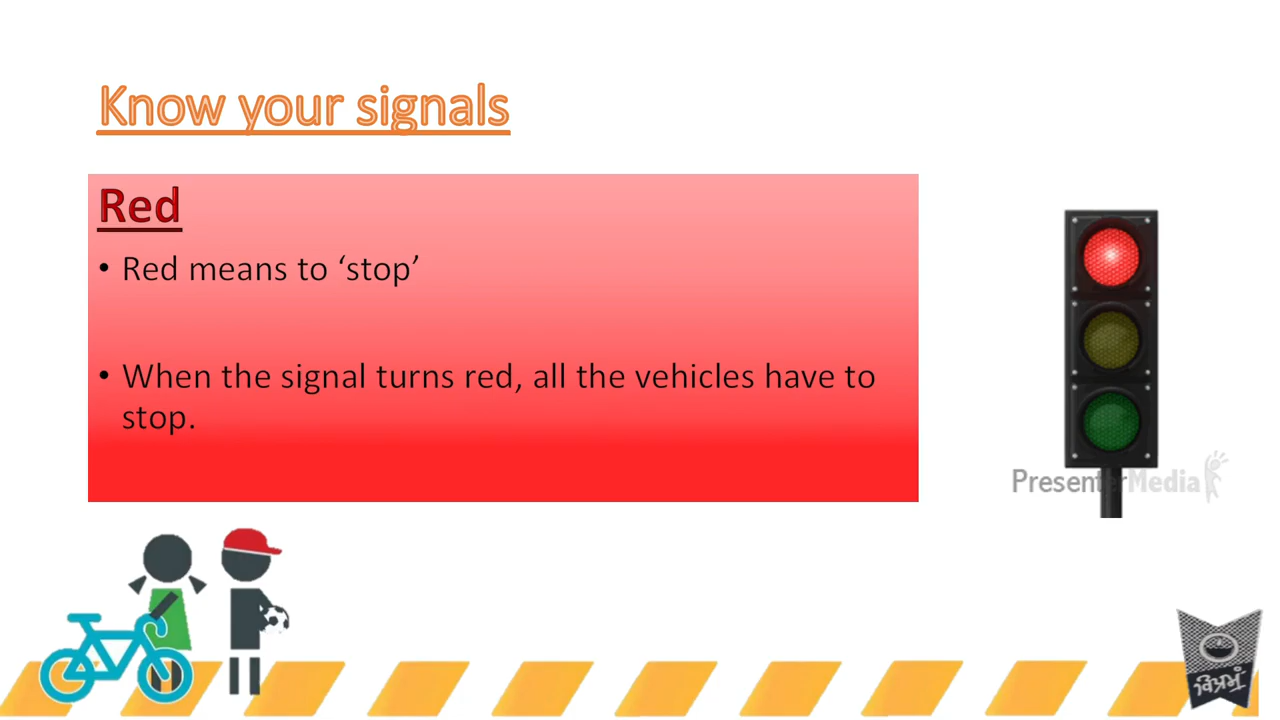 Know your signals
Red
• Red means to ‘stop’
• When the signal turns red, all the vehicles have to
stop.
PresenterMedia